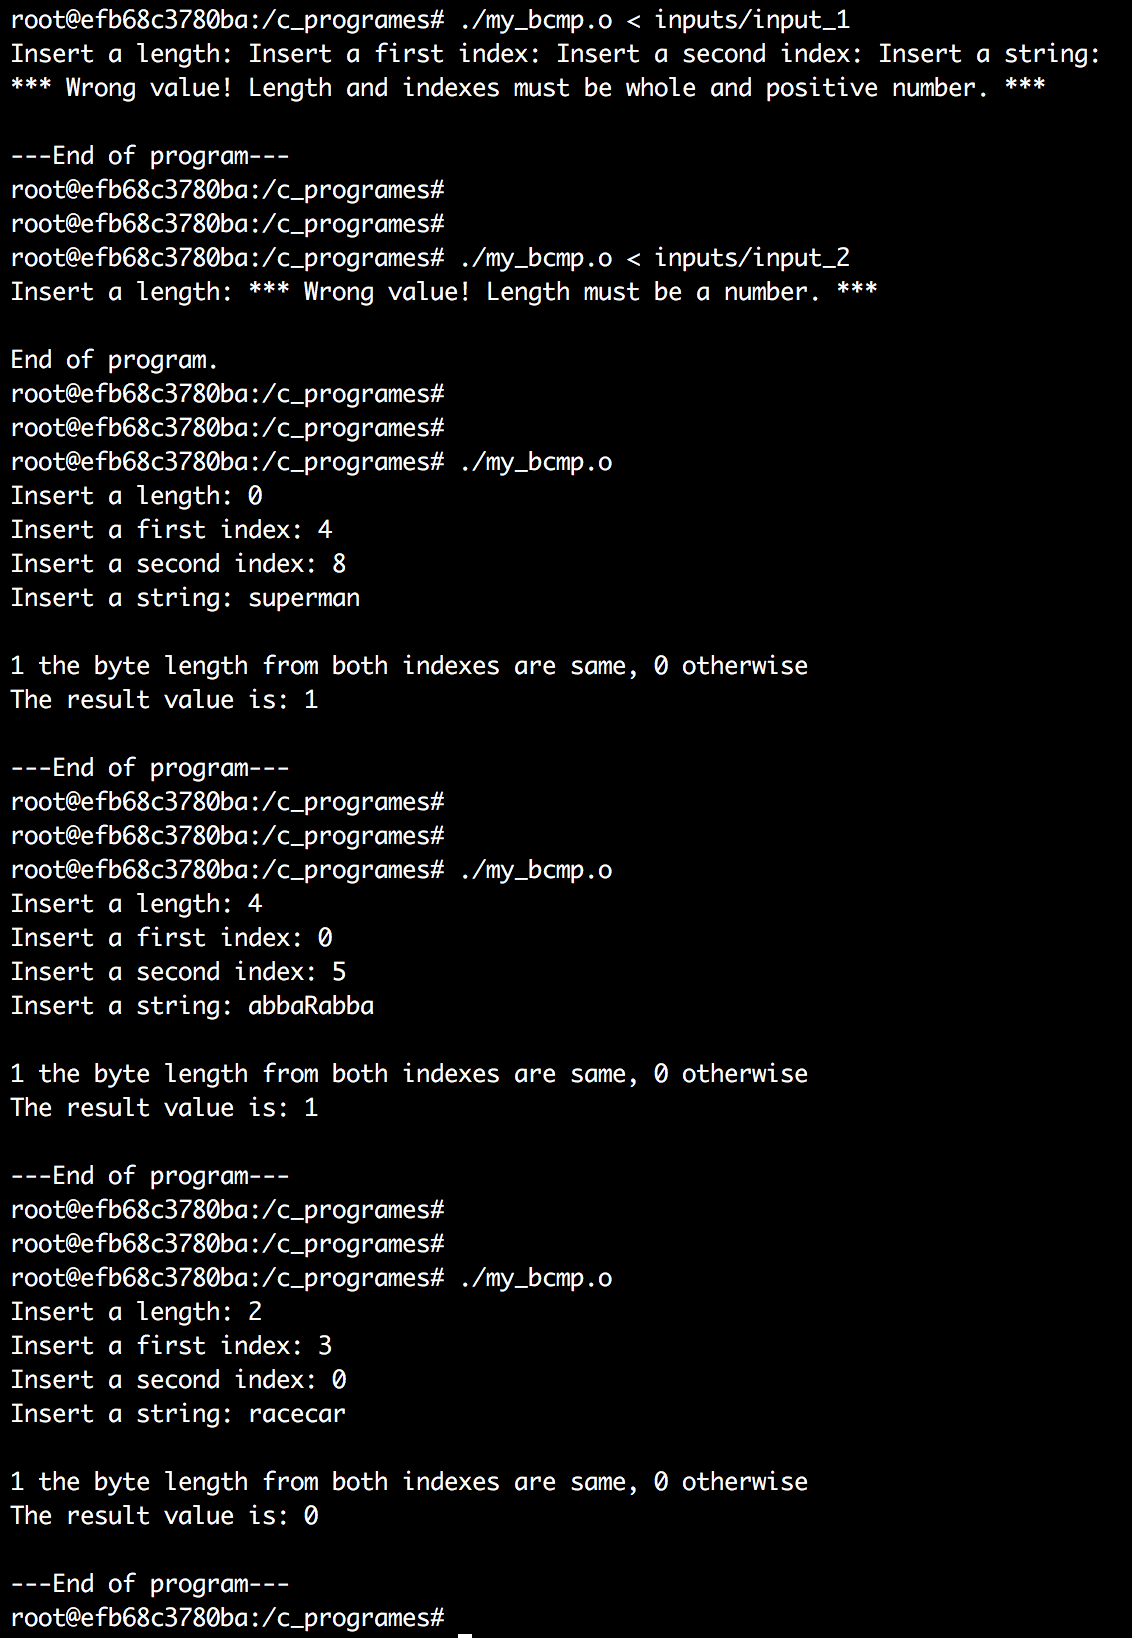 root@efb68c3780ba:/c_programes# ./my_bcmp.o < inputs/input_1
Insert a length: Insert a first index: Insert a second index: Insert a string:
*** Wrong value! Length and indexes must be whole and positive number. ***
---End of program---
root@efb68c3780ba:/c_programes#
root@efb68c3780ba:/c_programes#
root@efb68c3780ba:/c_programes# ./my_bcmp.o < inputs/input_2
Insert a length: *** Wrong value! Length must be a number. ***
End of program.
root@efb68c3780ba:/c_programes#
root@efb68c3780ba:/c_programes#
root@efb68c3780ba:/c_programes# ./my_bcmp.o
Insert a length: 0
Insert a first index: 4
Insert a second index: 8
Insert a string: superman
1 the byte length from both indexes are same, 0 otherwise
The result value is: 1
---End of program---
root@efb68c3780ba:/c_programes#
root@efb68c3780ba:/c_programes#
root@efb68c3780ba:/c_programes# ./my_bcmp.o
Insert a length: 4
Insert a first index: 0
Insert a second index: 5
Insert a string: abbaRabba
1 the byte length from both indexes are same, 0 otherwise
The result value is: 1
---End of program---
root@efb68c3780ba:/c_programes#
root@efb68c3780ba:/c_programes#
root@efb68c3780ba:/c_programes# ./my_bcmp.o
Insert a length: 2
Insert a first index: 3
Insert a second index: 0
Insert a string: racecar
1 the byte length from both indexes are same, 0 otherwise
The result value is: 0
---End of program---
root@efb68c3780ba:/c_programes#